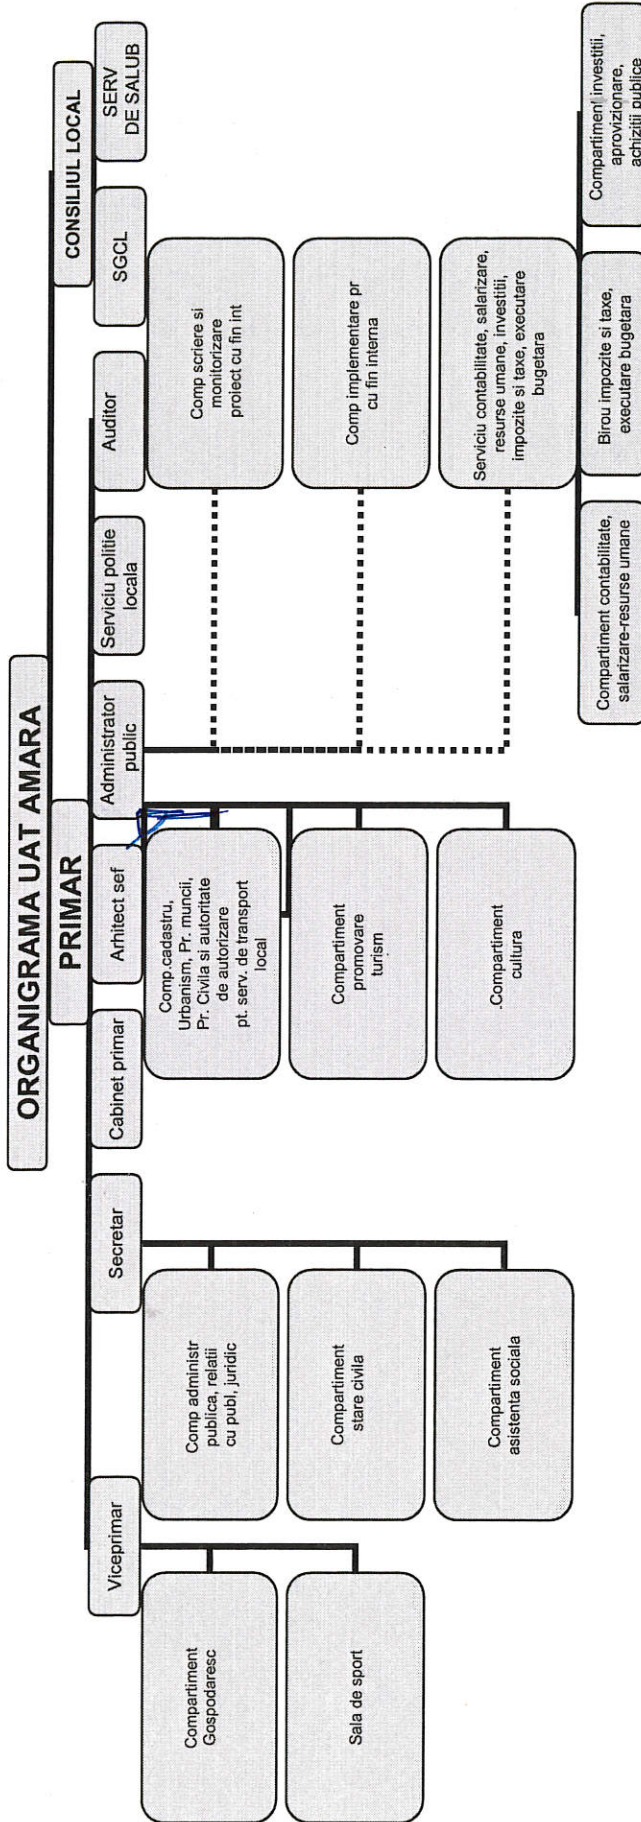 ORGANIGRAMA UAT AMARA
PRIMAR
CONSILIUL LOCAL
Viceprimar
Secretar
Cabinet primar
Arhitect sef
Administrator
public
Serviciu politie
locala
Auditor
SGCL
SERV
DE SALUB
Compartiment
Gospodaresc
Sala de sport
Comp administr
publica, relatii
cu publ, juridic
Compartiment
stare civila
Compartiment
asistenta sociala
Comp.cadastru,
Urbanism, Pr. muncii,
Pr. Civila si autoritate
de autorizare
pt. serv. de transport
local
Compartiment
promovare
turism
.Compartiment
cultura
Comp scriere si
monitorizare
proiect cu fin int
Comp implementare pr
cu fin interna
Serviciu contabilitate, salarizare,
resurse umane, investitii,
impozite si taxe, executare
bugetara
Compartiment contabilitate,
salarizare-resurse umane
Birou impozite si taxe,
executare bugetara
Compartiment investitii,
aprovizionare,
achizitii publice